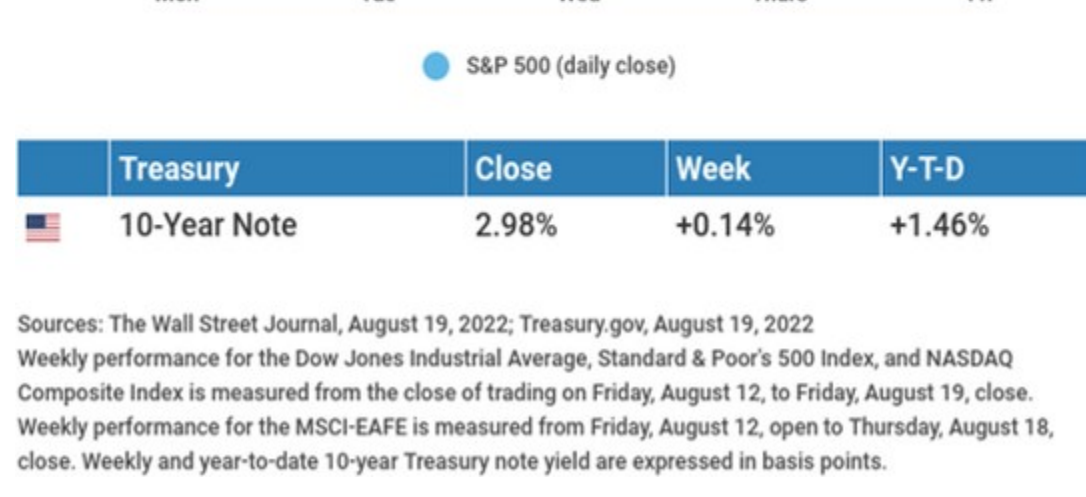 S&P 500 (daily close)
Treasury Close Week Y-T-D
10-Year Note 2.98% +0.14% +1.46%
Sources: The Wall Street Journal, August 19, 2022; Treasury.gov, August 19, 2022
Weekly performance for the Dow Jones Industrial Average, Standard & Poor's 500 Index, and NASDAQ
Composite Index is measured from the close of trading on Friday, August 12, to Friday, August 19, close.
Weekly performance for the MSCI-EAFE is measured from Friday, August 12, open to Thursday, August 18,
close. Weekly and year-to-date 10-year Treasury note yield are expressed in basis points.